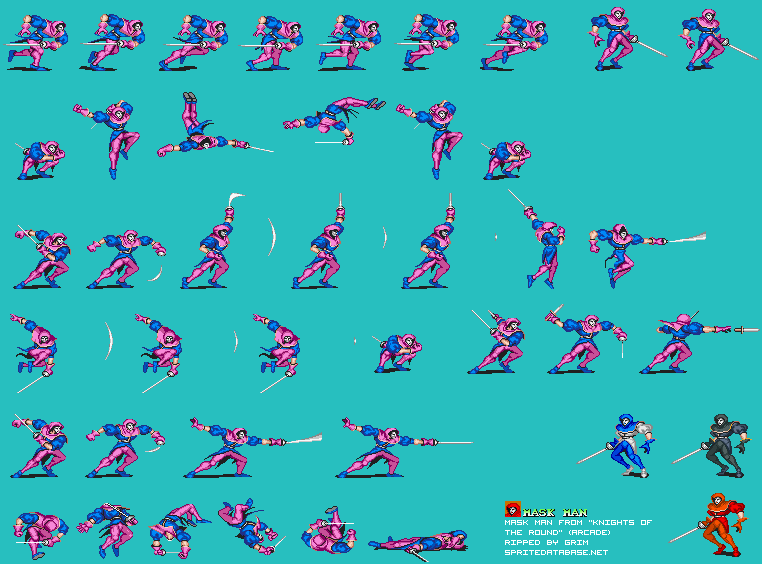 MASK MAN
MASK MAN FROM "KNIGHTS OF
THE ROUND" (ARCADE)
RIPPED BY GRIM
SPRITEDATABASE.NET